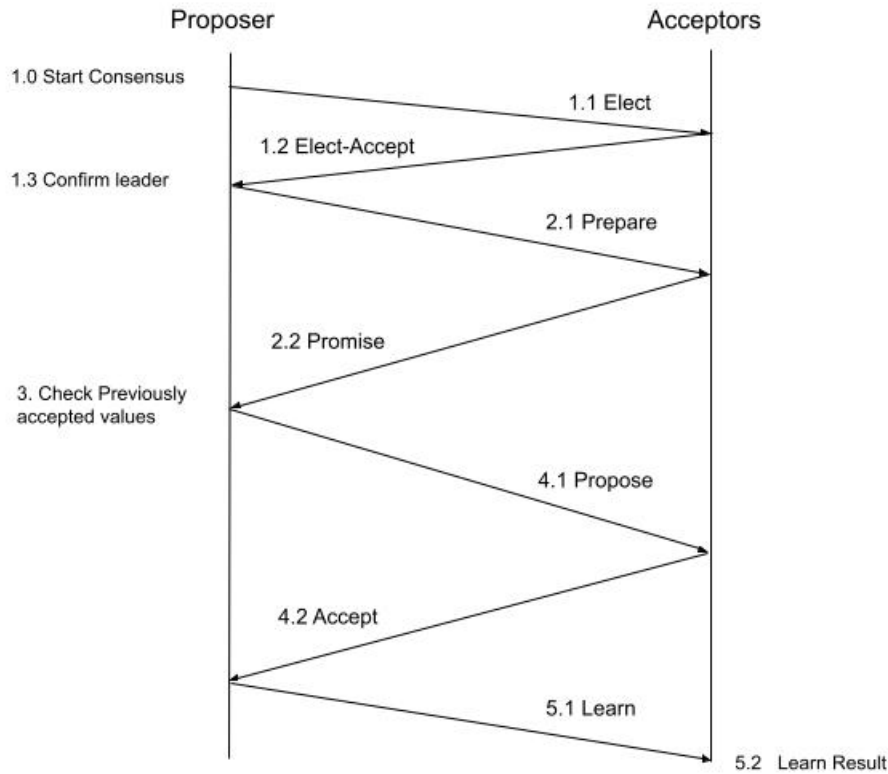 Proposer
Acceptors
1.0 Start Consensus
1.1 Elect
1.2 Elect-Accept
1.3 Confirm leader
2.1 Prepare
2.2 Promise
3. Check Previously
accepted values
4.1 Propose
4.2 Accept
5.1 Learn
5.2 Learn Result